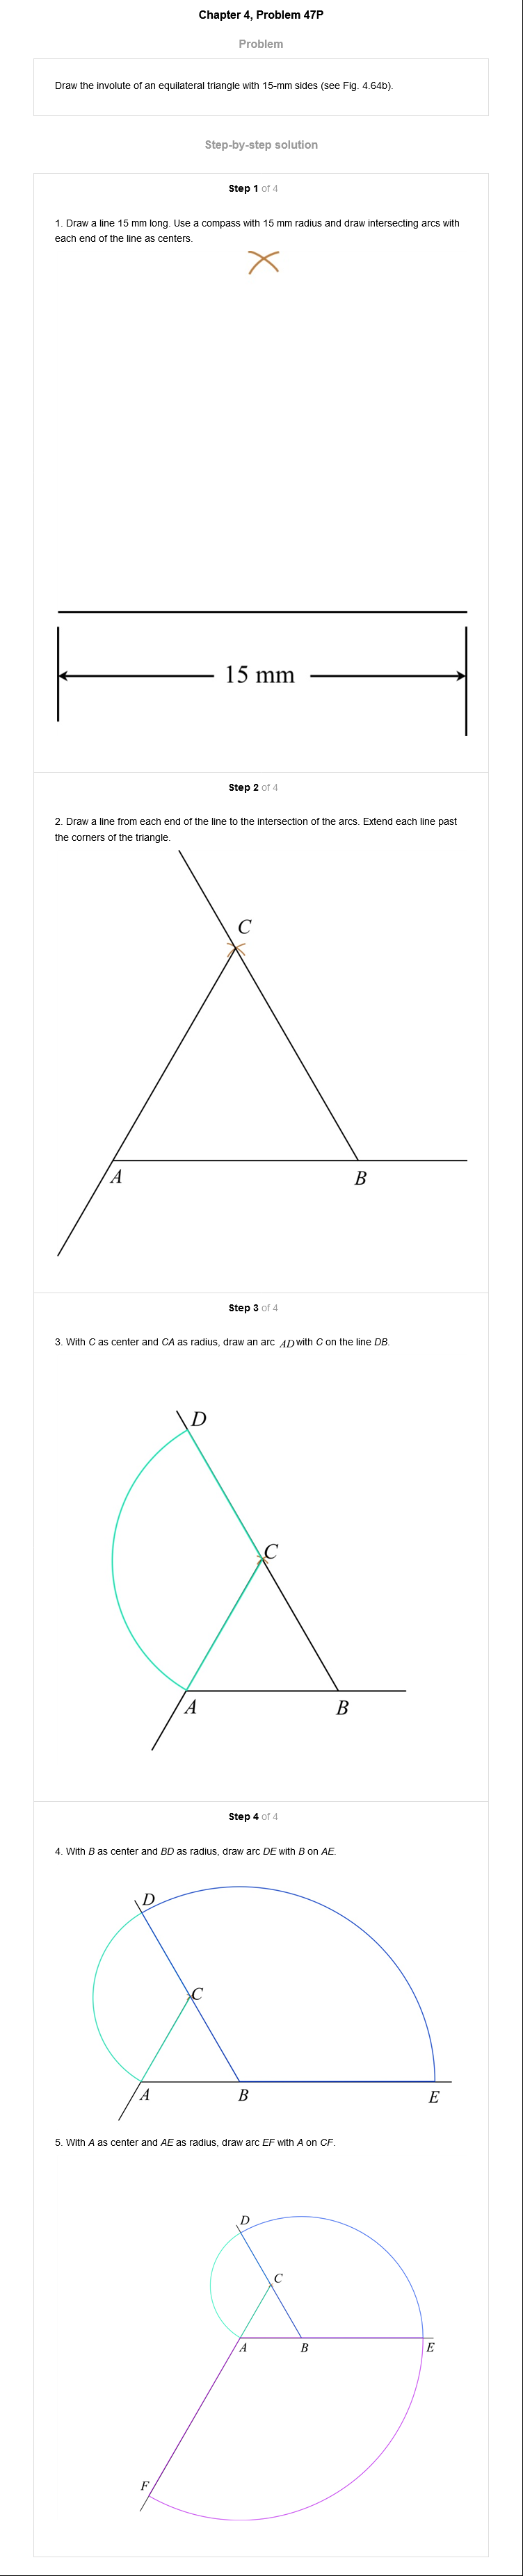 Chapter 4, Problem 47P
Problem
Draw the involute of an equilateral triangle with 15-mm sides (see Fig. 4.64b).
Step-by-step solution
Step 1 of 4
1. Draw a line 15 mm long. Use a compass with 15 mm radius and draw intersecting arcs with
each end of the line as centers.
15 mm
Step 2 of 4
2. Draw a line from each end of the line to the intersection of the arcs. Extend each line past
the corners of the triangle.
C
A
B
Step 3 of 4
3. With C as center and CA as radius, draw an arc AD with C on the line DB.
D
C
A
B
Step 4 of 4
4. With B as center and BD as radius, draw arc DE with B on AE.
D
C
A
B
E
5. With A as center and AE as radius, draw arc EF with A on CF.
D
C
A
B
E
F